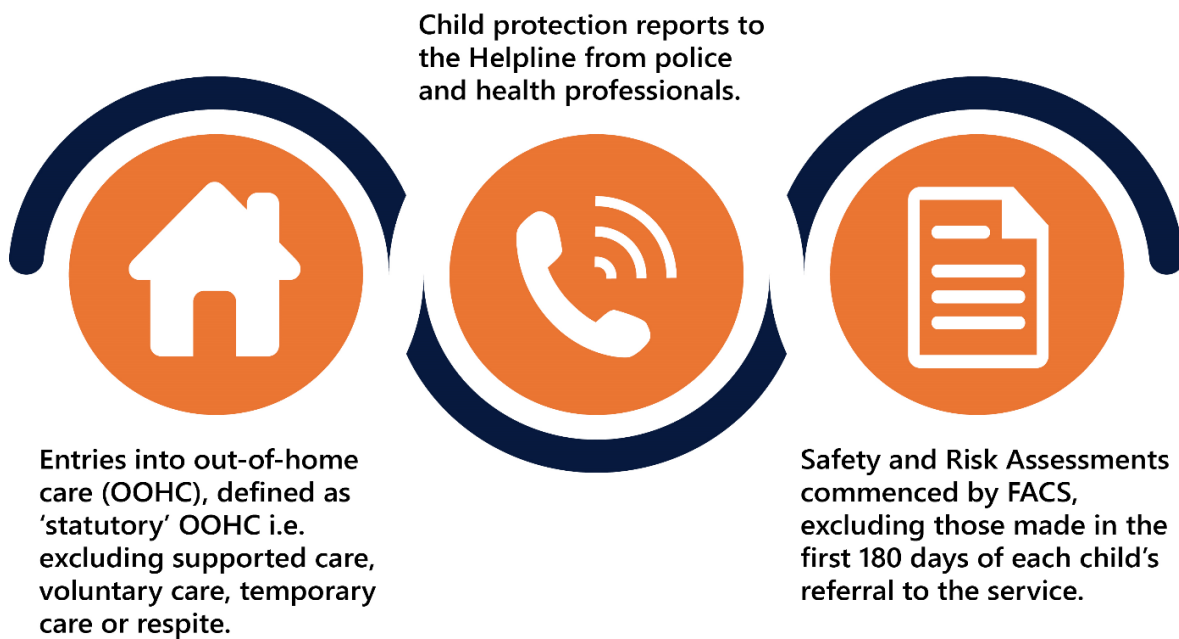 Child protection reports to
the Helpline from police
and health professionals.
Entries into out-of-home
care (OOHC), defined as
‘statutory’ OOHC i.e.
excluding supported care,
voluntary care, temporary
care or respite.
Safety and Risk Assessments
commenced by FACS,
excluding those made in the
first 180 days of each child’s
referral to the service.